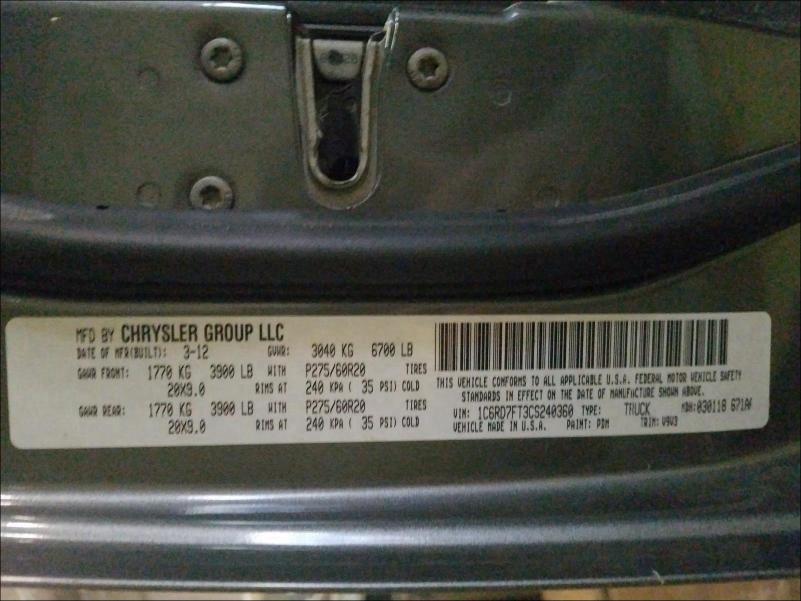 MFD BY CHRYSLER GROUP LLC
DATE OF MFR(BUILT): 3-12 GVWR: 3040 KG 6700 LB
GAWR FRONT: 1770 KG 3900 LB WITH P275/60R20 TIRES
20X9.0 RIMS AT 240 KPA ( 35 PSI) COLD
GAWR REAR: 1770 KG 3900 LB WITH P275/60R20 TIRES
20X9.0 RIMS AT 240 KPA ( 35 PSI) COLD
THIS VEHICLE CONFORMS TO ALL APPLICABLE U.S.A. FEDERAL MOTOR VEHICLE SAFETY
STANDARDS IN EFFECT ON THE DATE OF MANUFACTURE SHOWN ABOVE.
VIN: 1C6RD7FT3CS240360 TYPE: TRUCK MDH: 030118 671AA
VEHICLE MADE IN U.S.A. PAINT: PDM TRIM: V9V3